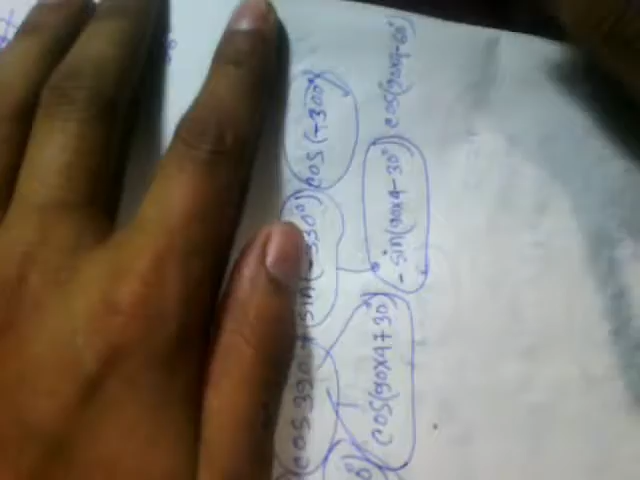 cos 390° + sin(-330°) cos(-300°)
cos(90x4+30°) - sin(90x4-30°) cos(90x4-60°)